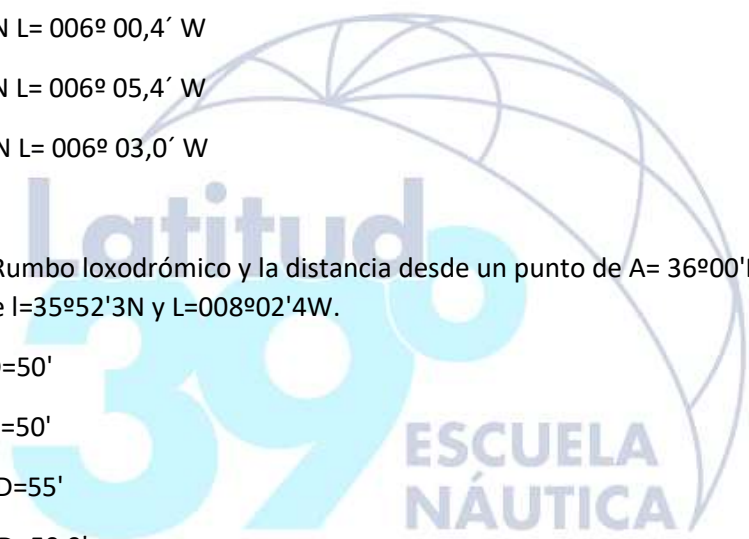 N L= 006º 00,4´ W
N L= 006º 05,4´ W
N L= 006º 03,0´ W
Latitud
39º
ESCUELA
NÁUTICA
Rumbo loxodrómico y la distancia desde un punto de A= 36º00'
e l=35º52'3N y L=008º02'4W.
=50'
=50'
D=55'